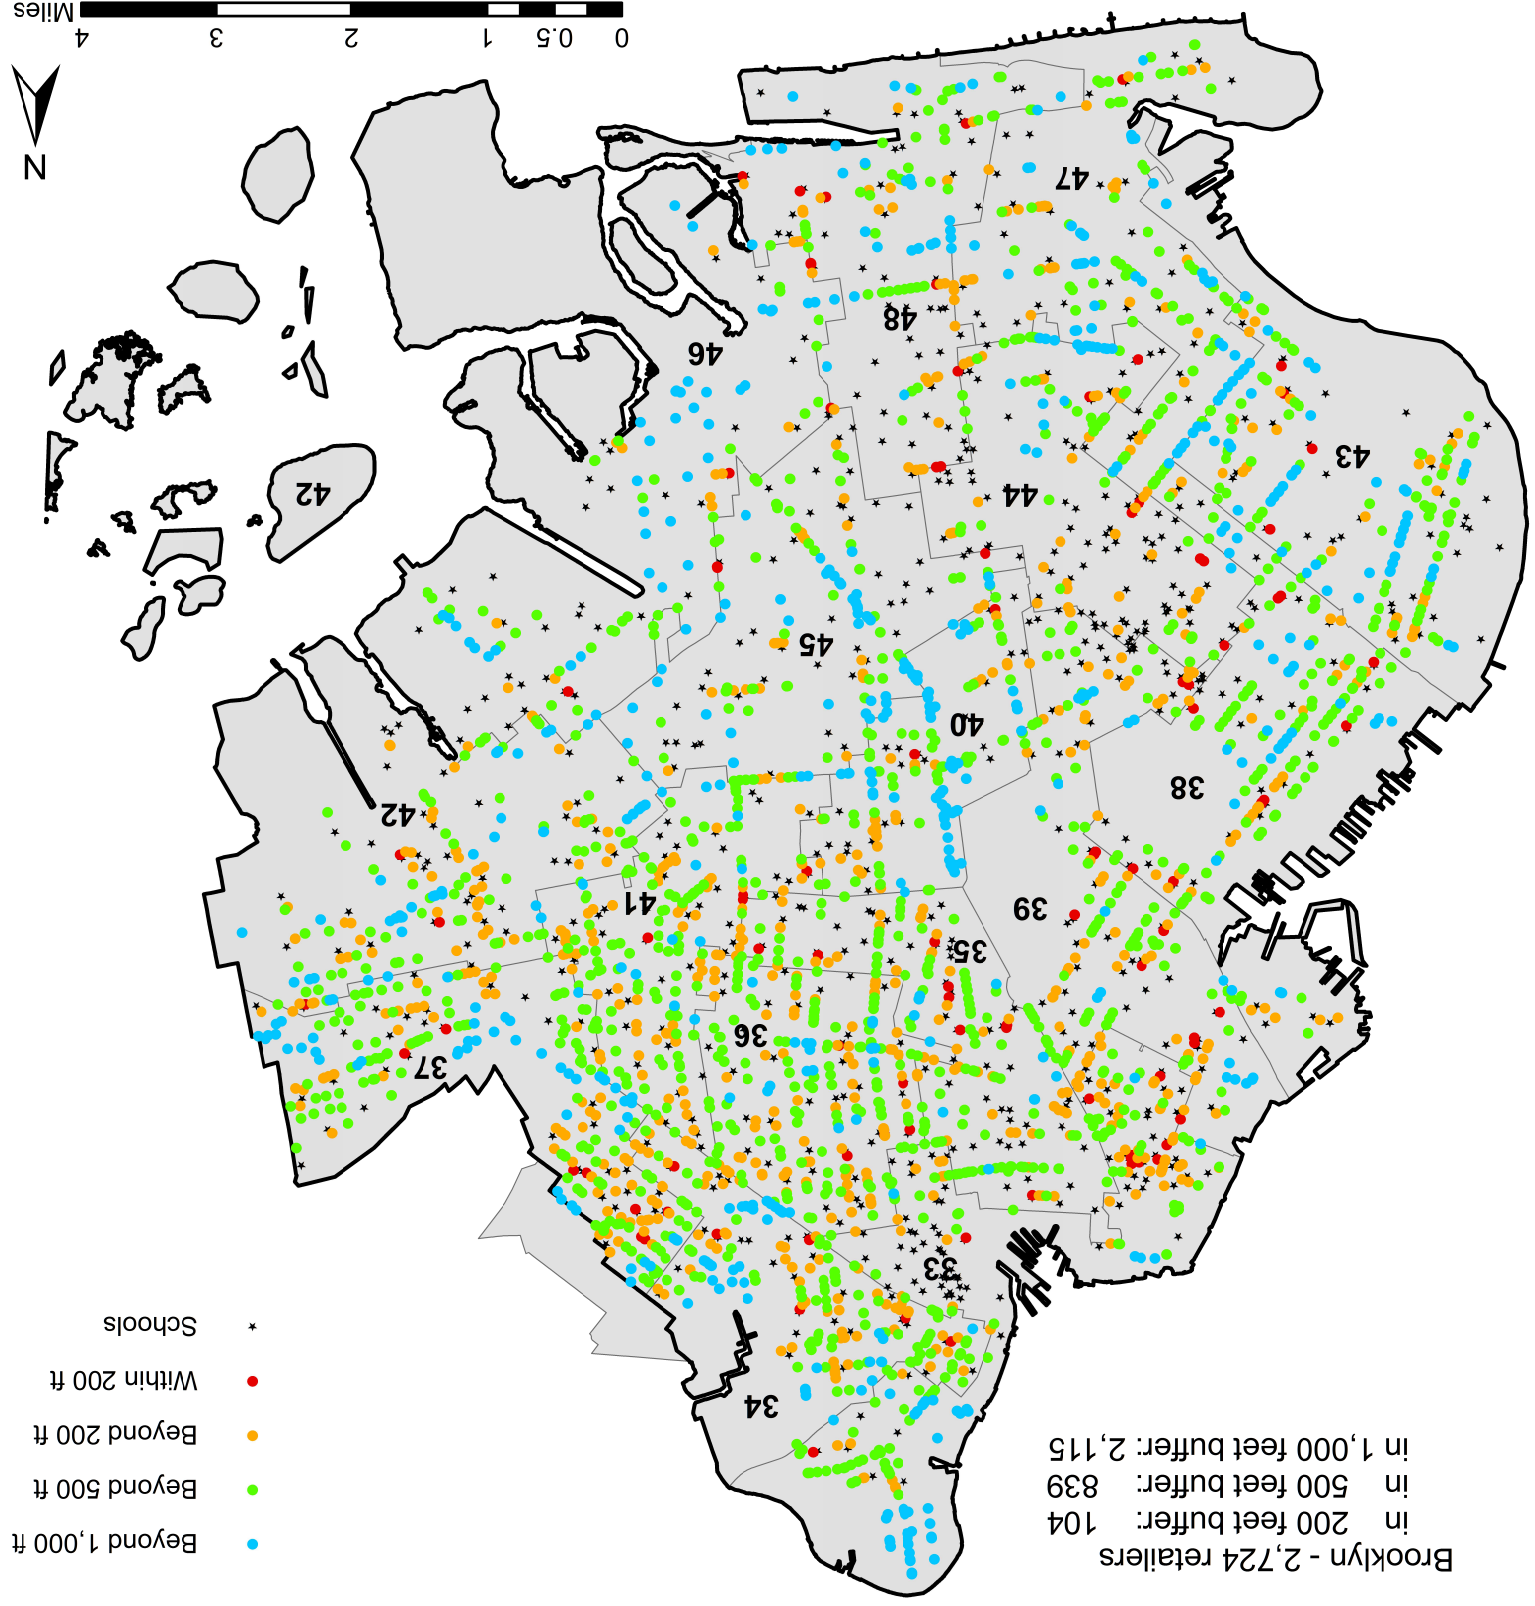 Brooklyn - 2,724 retailers
in 200 feet buffer: 104
in 500 feet buffer: 839
in 1,000 feet buffer: 2,115
Beyond 1,000 ft
Beyond 500 ft
Beyond 200 ft
Within 200 ft
Schools
34
33
37
36
35
39
41
42
38
40
45
44
42
43
46
48
47
N
0 0.5 1 2 3 4
Miles